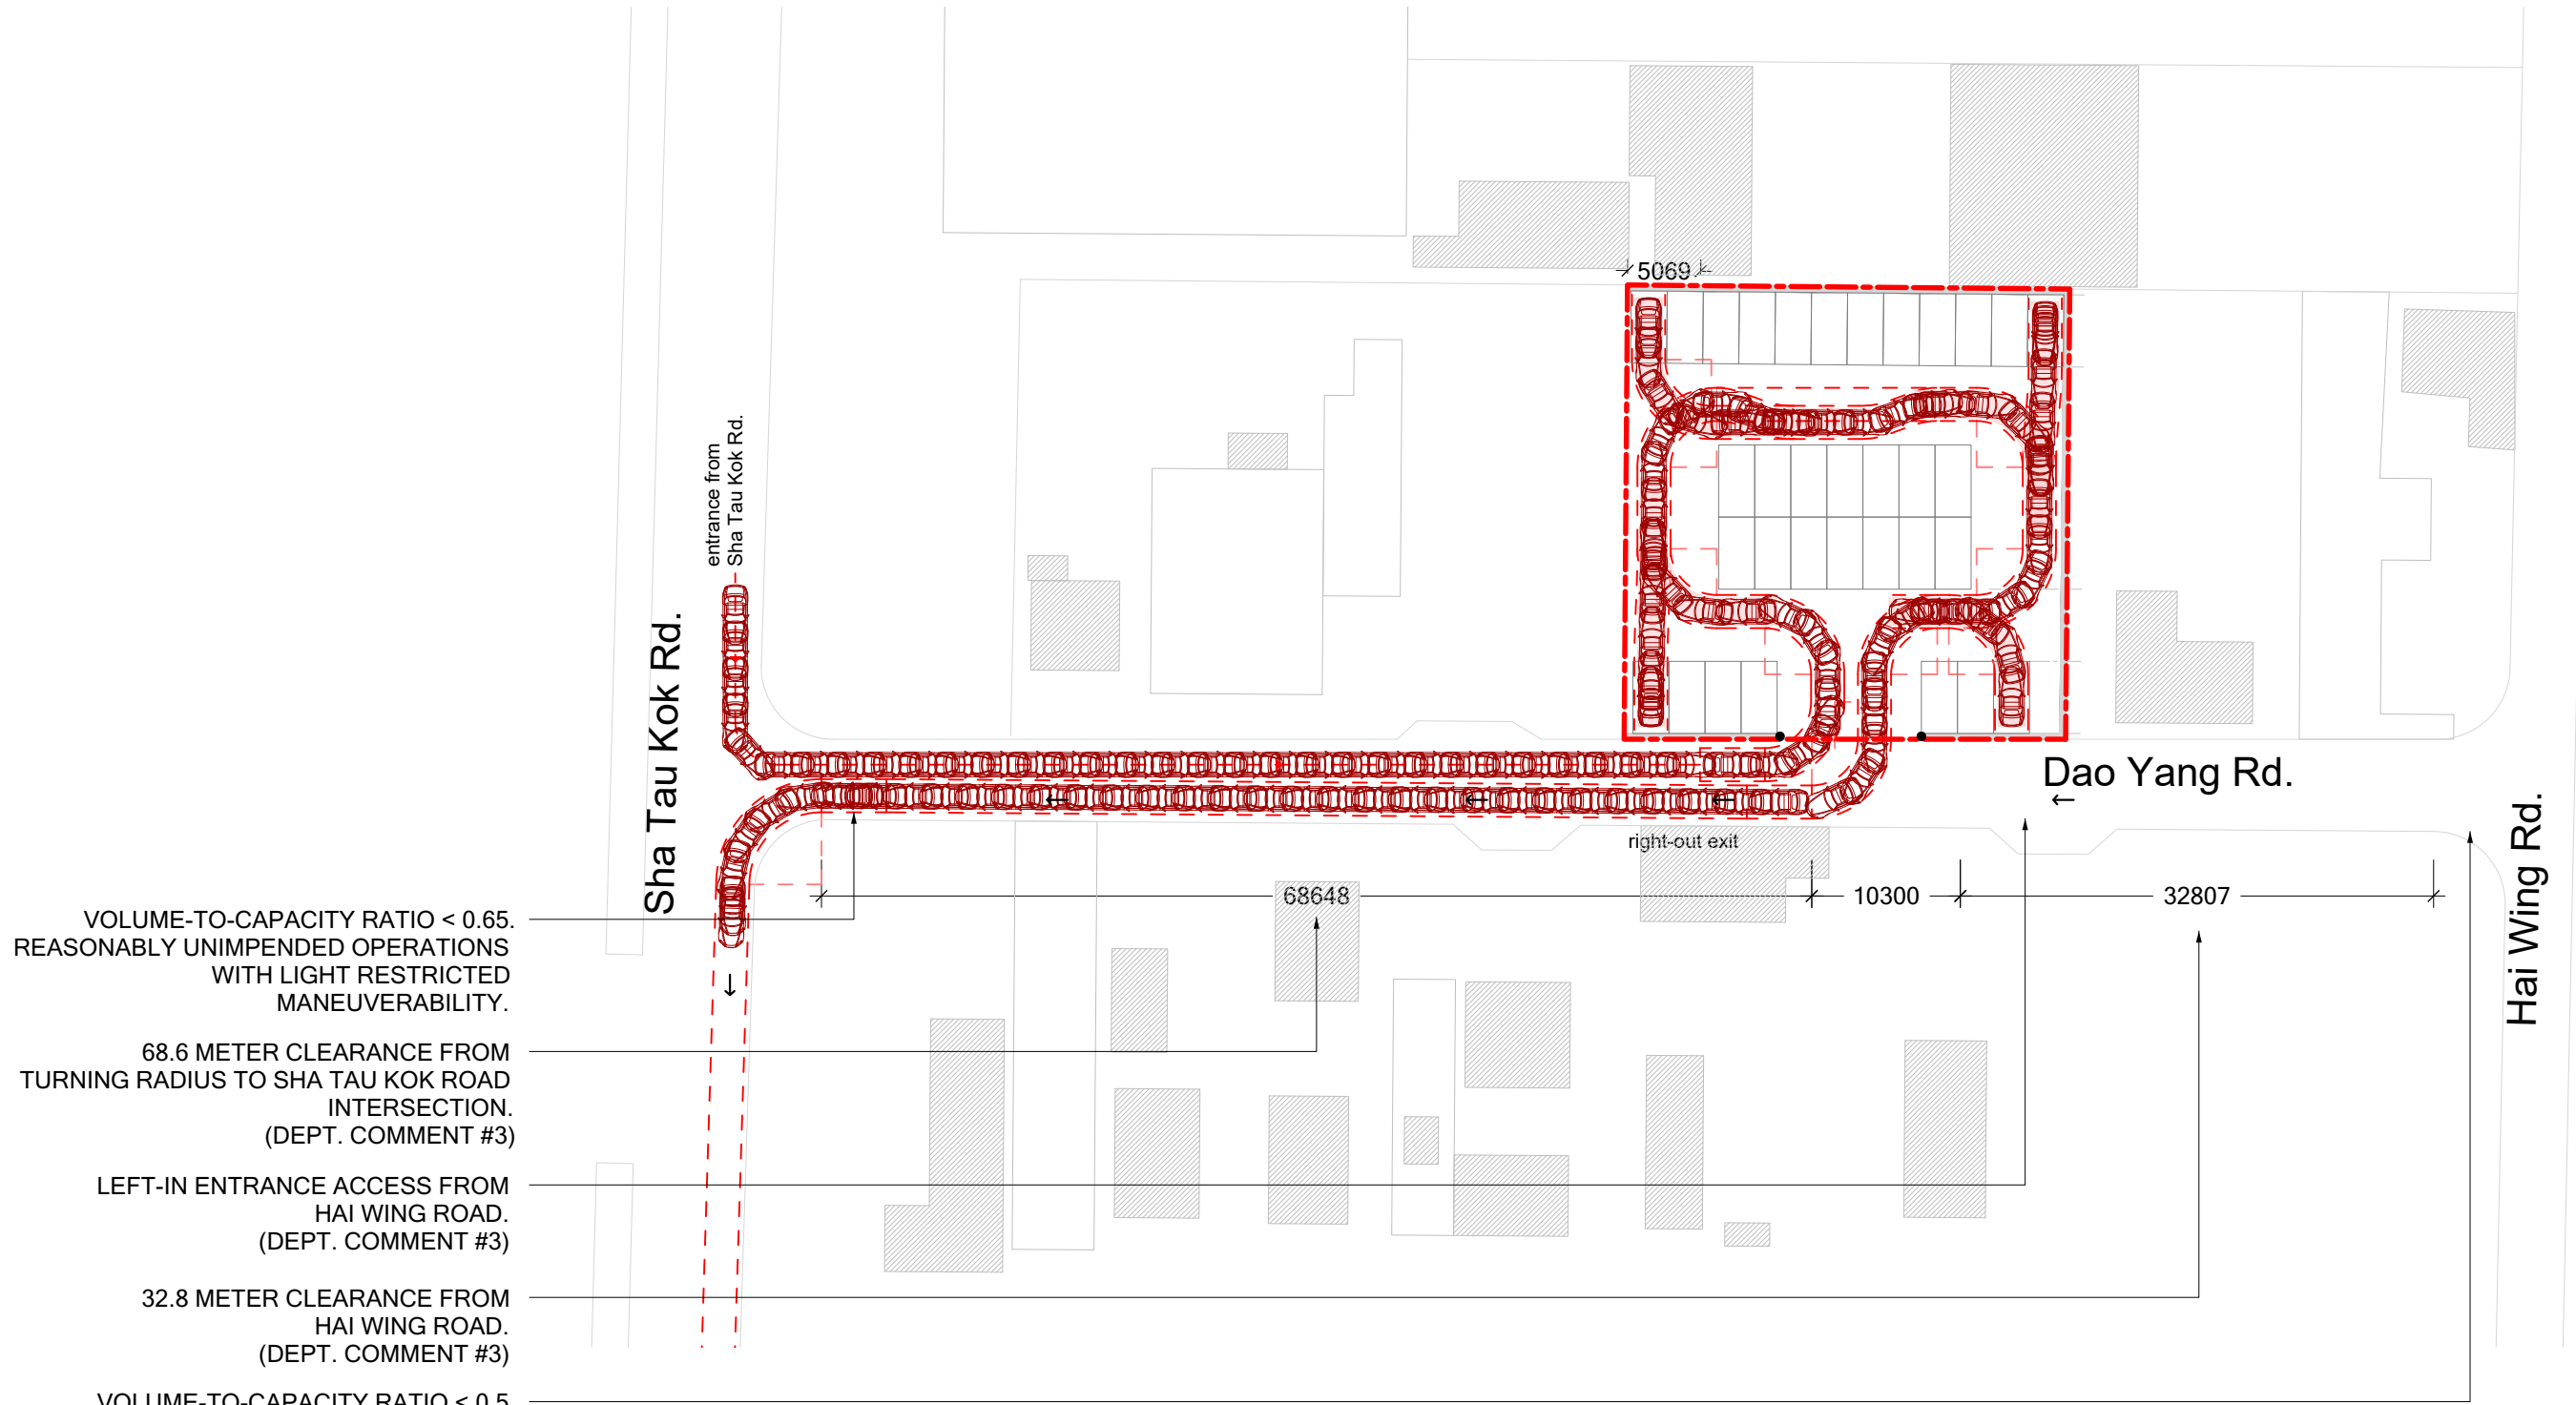 5069
entrance from
Sha Tau Kok Rd.
Sha Tau Kok Rd.
Dao Yang Rd.
Hai Wing Rd.
right-out exit
68648
10300
32807
VOLUME-TO-CAPACITY RATIO < 0.65.
REASONABLY UNIMPENDED OPERATIONS
WITH LIGHT RESTRICTED
MANEUVERABILITY.
68.6 METER CLEARANCE FROM
TURNING RADIUS TO SHA TAU KOK ROAD
INTERSECTION.
(DEPT. COMMENT #3)
LEFT-IN ENTRANCE ACCESS FROM
HAI WING ROAD.
(DEPT. COMMENT #3)
32.8 METER CLEARANCE FROM
HAI WING ROAD.
(DEPT. COMMENT #3)
VOLUME-TO-CAPACITY RATIO < 0.5